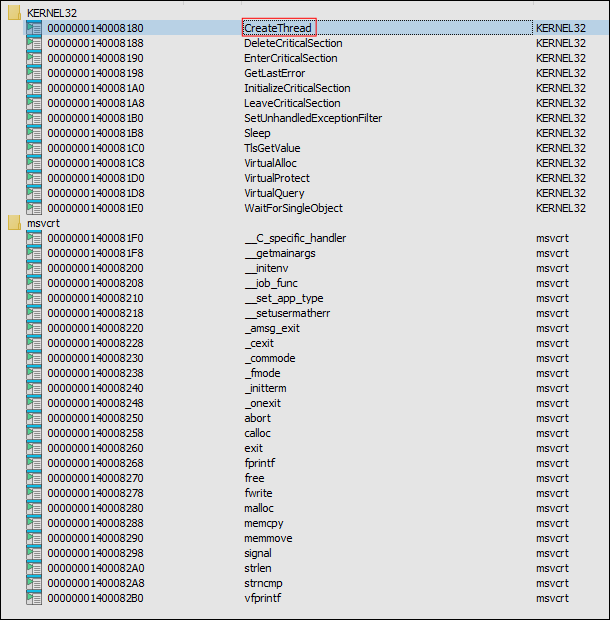 KERNEL32
0000000140008180 CreateThread KERNEL32
0000000140008188 DeleteCriticalSection KERNEL32
0000000140008190 EnterCriticalSection KERNEL32
0000000140008198 GetLastError KERNEL32
00000001400081A0 InitializeCriticalSection KERNEL32
00000001400081A8 LeaveCriticalSection KERNEL32
00000001400081B0 SetUnhandledExceptionFilter KERNEL32
00000001400081B8 Sleep KERNEL32
00000001400081C0 TlsGetValue KERNEL32
00000001400081C8 VirtualAlloc KERNEL32
00000001400081D0 VirtualProtect KERNEL32
00000001400081D8 VirtualQuery KERNEL32
00000001400081E0 WaitForSingleObject KERNEL32
msvcrt
00000001400081F0 __C_specific_handler msvcrt
00000001400081F8 __getmainargs msvcrt
0000000140008200 __initenv msvcrt
0000000140008208 __iob_func msvcrt
0000000140008210 __set_app_type msvcrt
0000000140008218 __setusermatherr msvcrt
0000000140008220 _amsg_exit msvcrt
0000000140008228 _cexit msvcrt
0000000140008230 _commode msvcrt
0000000140008238 _fmode msvcrt
0000000140008240 _initterm msvcrt
0000000140008248 _onexit msvcrt
0000000140008250 abort msvcrt
0000000140008258 calloc msvcrt
0000000140008260 exit msvcrt
0000000140008268 fprintf msvcrt
0000000140008270 free msvcrt
0000000140008278 fwrite msvcrt
0000000140008280 malloc msvcrt
0000000140008288 memcpy msvcrt
0000000140008290 memmove msvcrt
0000000140008298 signal msvcrt
00000001400082A0 strlen msvcrt
00000001400082A8 strncmp msvcrt
00000001400082B0 vfprintf msvcrt